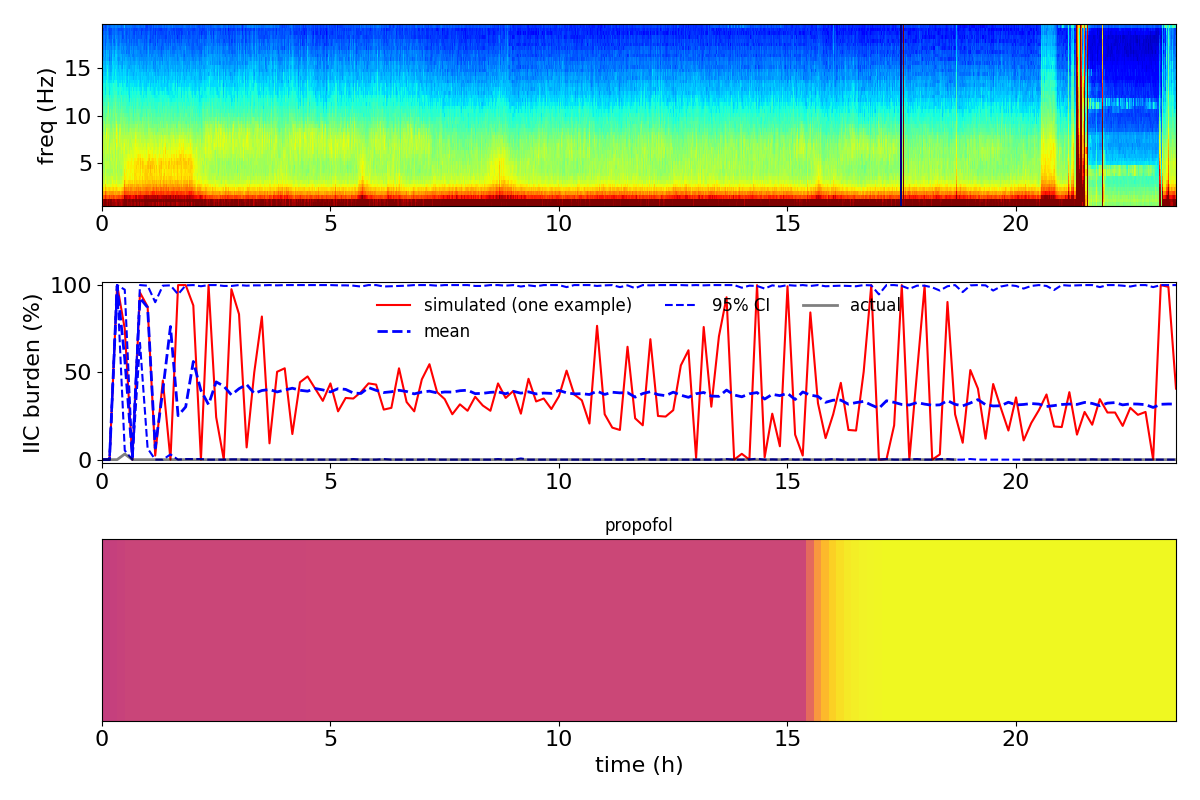 freq (Hz)
15
10
5
0 5 10 15 20
IIC burden (%)
100
50
0
simulated (one example) 95% CI actual
mean
0 5 10 15 20
propofol
0 5 10 15 20
time (h)